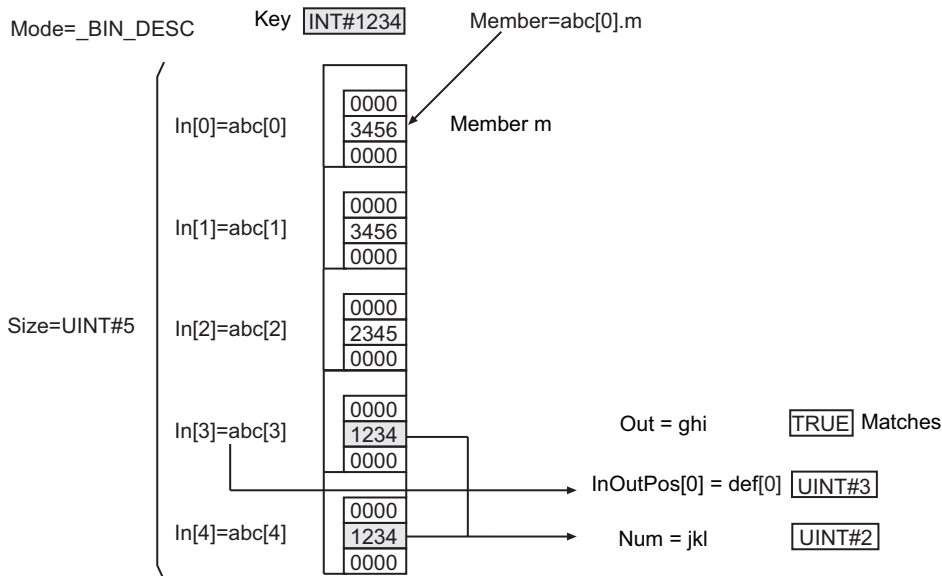 Mode=_BIN_DESC Key INT#1234 Member=abc[0].m
0000
In[0]=abc[0] 3456 Member m
0000
0000
In[1]=abc[1] 3456
0000
0000
Size=UINT#5 In[2]=abc[2] 2345
0000
0000
In[3]=abc[3] 1234 Out = ghi TRUE Matches
0000
InOutPos[0] = def[0] UINT#3
0000
In[4]=abc[4] 1234 Num = jkl UINT#2
0000